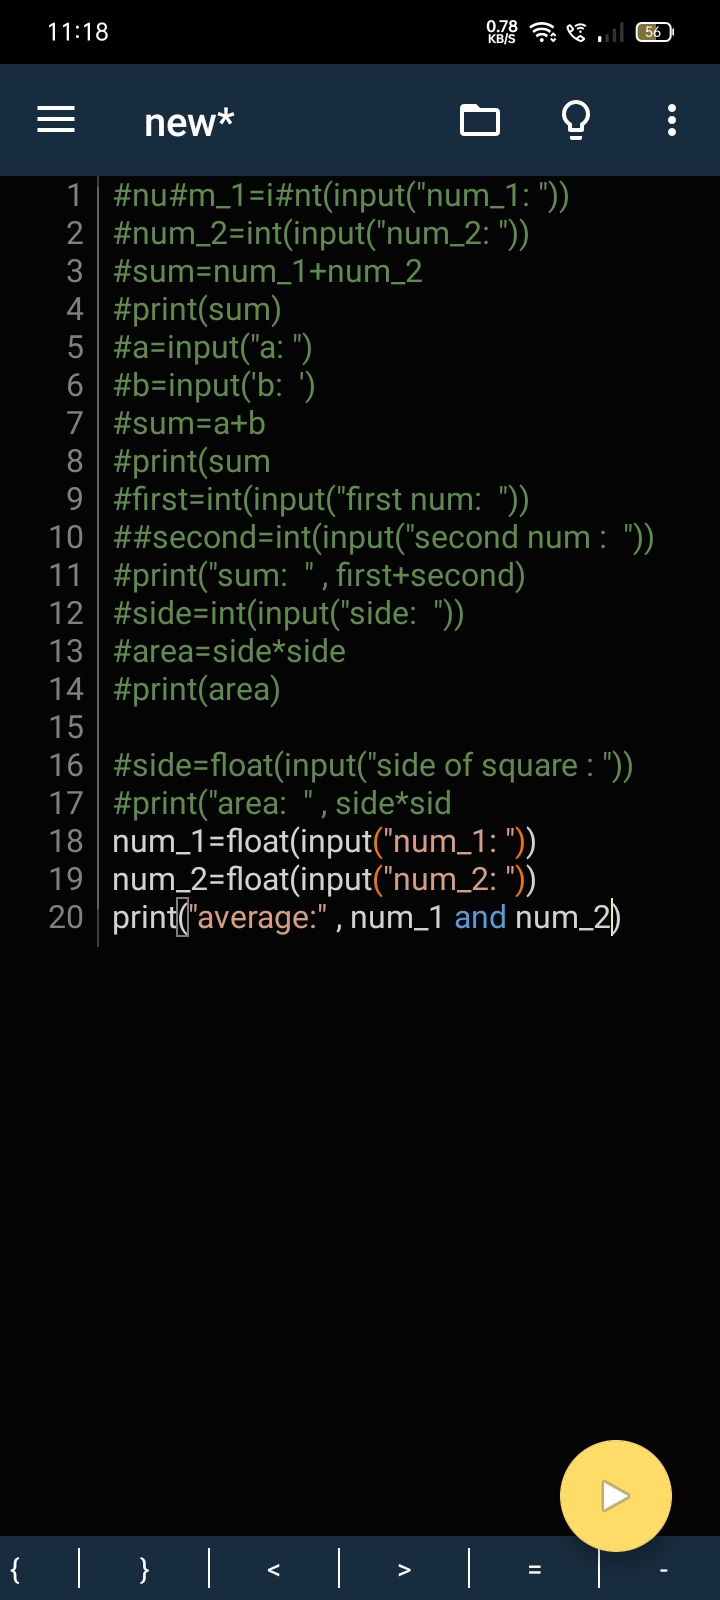 11:18
0.78
KB/S
56
new*
1 #nu#m_1=i#nt(input("num_1: "))
2 #num_2=int(input("num_2: "))
3 #sum=num_1+num_2
4 #print(sum)
5 #a=input("a: ")
6 #b=input('b:  ')
7 #sum=a+b
8 #print(sum
9 #first=int(input("first num:  "))
10 ##second=int(input("second num :  "))
11 #print("sum:  " , first+second)
12 #side=int(input("side:  "))
13 #area=side*side
14 #print(area)
15
16 #side=float(input("side of square : "))
17 #print("area:  " , side*sid
18 num_1=float(input("num_1: "))
19 num_2=float(input("num_2: "))
20 print("average:" , num_1 and num_2)
{ } < > = -